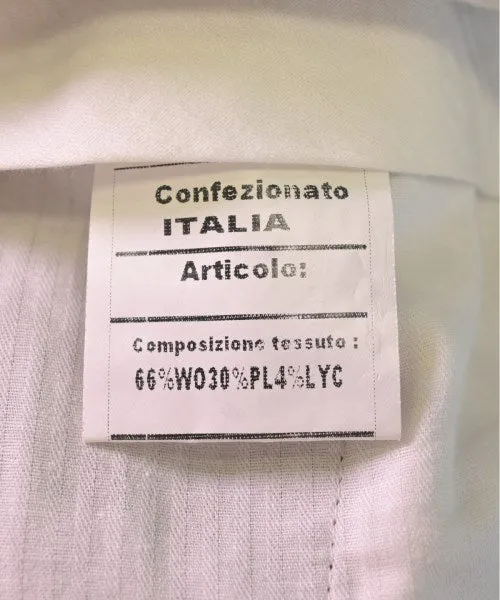 Confezionato
ITALIA
Articolo:
Composizione tessuto :
66%WO30%PL4%LYC